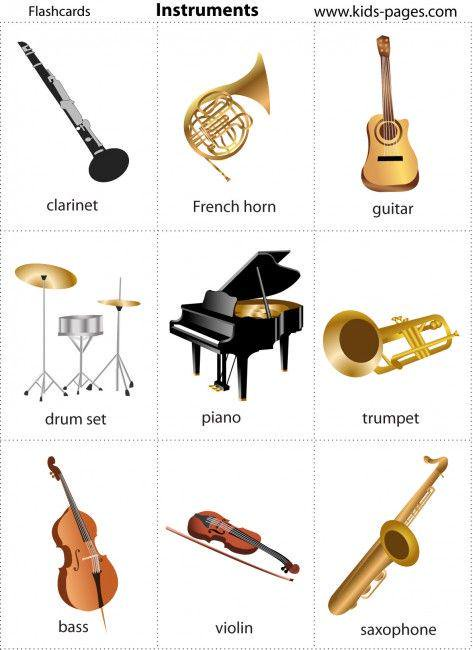 Flashcards Instruments www.kids-pages.com
clarinet French horn guitar
drum set piano trumpet
bass violin saxophone